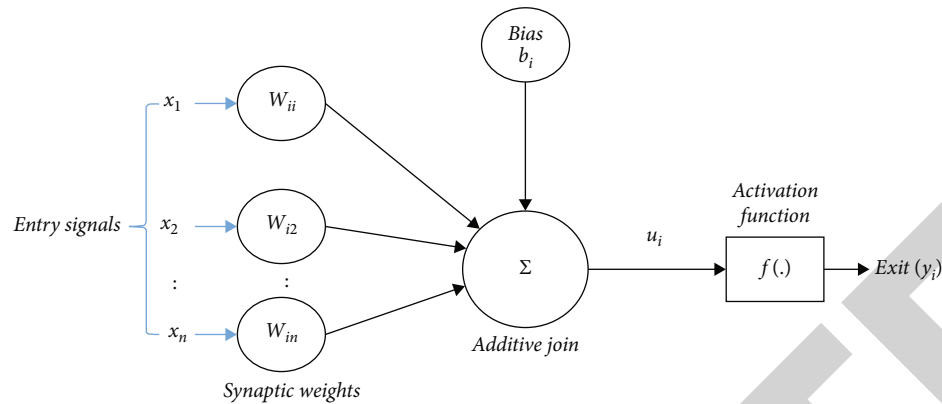 Bias
b_i
x_1
W_ii
Activation
function
Entry signals
x_2
W_i2
Σ
u_i
f(.)
Exit (y_i)
:
:
x_n
W_in
Additive join
Synaptic weights